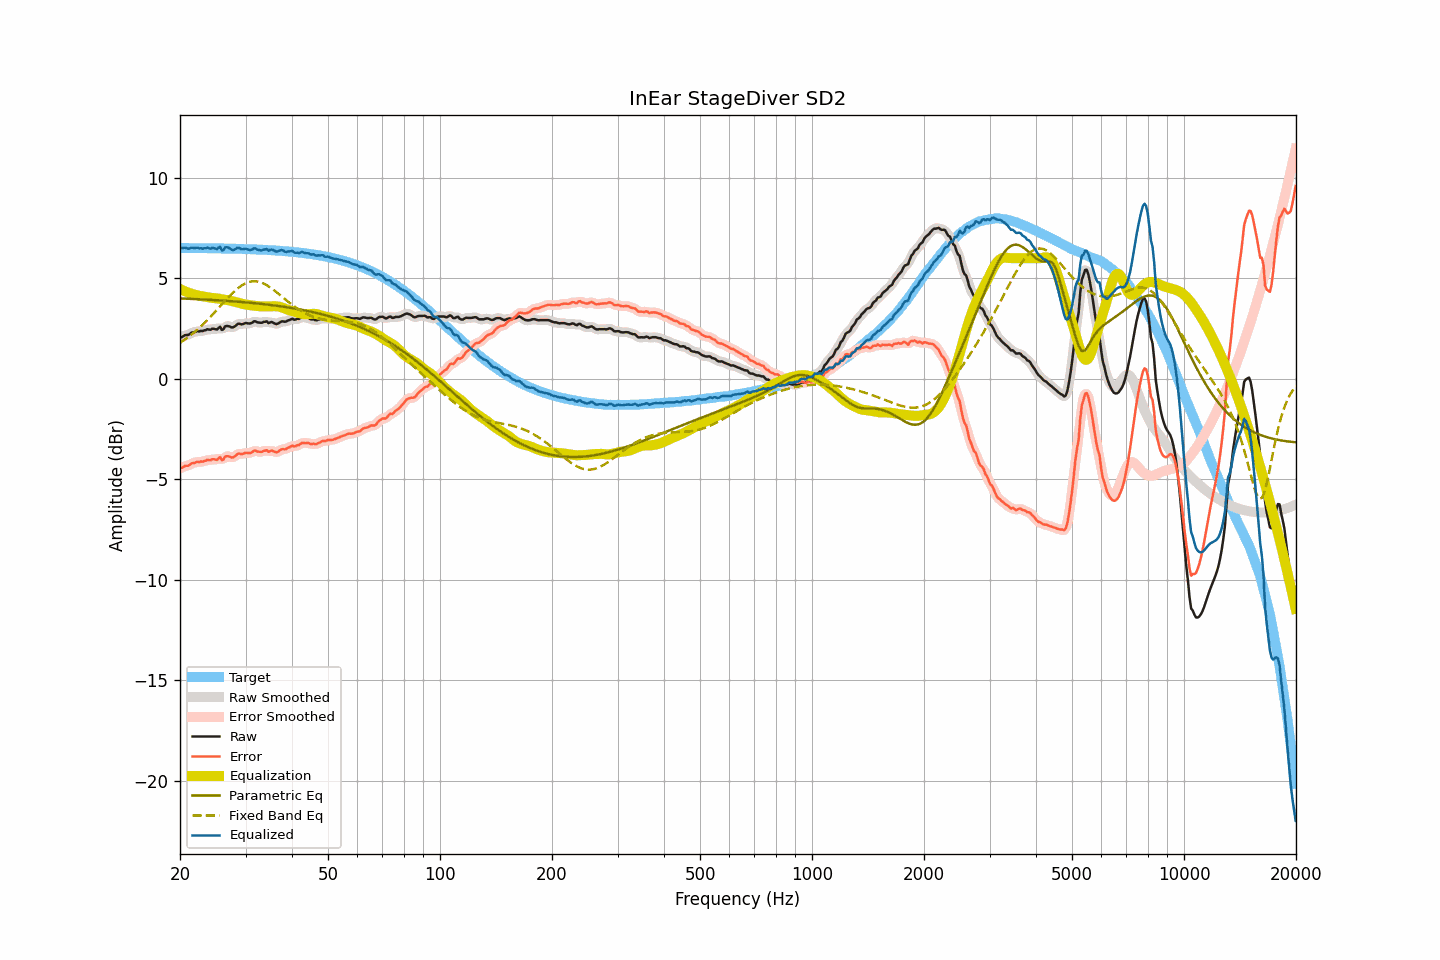 InEar StageDiver SD2
Amplitude (dBr)
10
5
0
−5
−10
−15
−20
Target
Raw Smoothed
Error Smoothed
Raw
Error
Equalization
Parametric Eq
Fixed Band Eq
Equalized
20 50 100 200 500 1000 2000 5000 10000 20000
Frequency (Hz)